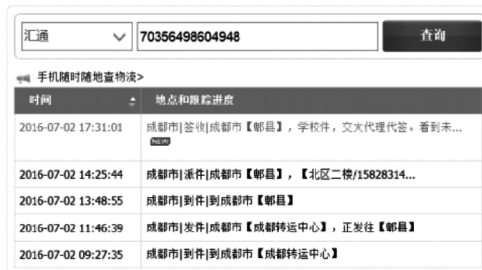 汇通
70356498604948
查询
手机随时随地查物流>
时间
地点和跟踪进度
2016-07-02 17:31:01
成都市|签收|成都市【郫县】，学校件，交大代理代签。看到未...
NEW
2016-07-02 14:25:44
成都市|派件|成都市【郫县】，【北区二楼/15828314...
2016-07-02 13:48:55
成都市|到件|到成都市【郫县】
2016-07-02 11:46:39
成都市|发件|成都市【成都转运中心】，正发往【郫县】
2016-07-02 09:27:35
成都市|到件|到成都市【成都转运中心】